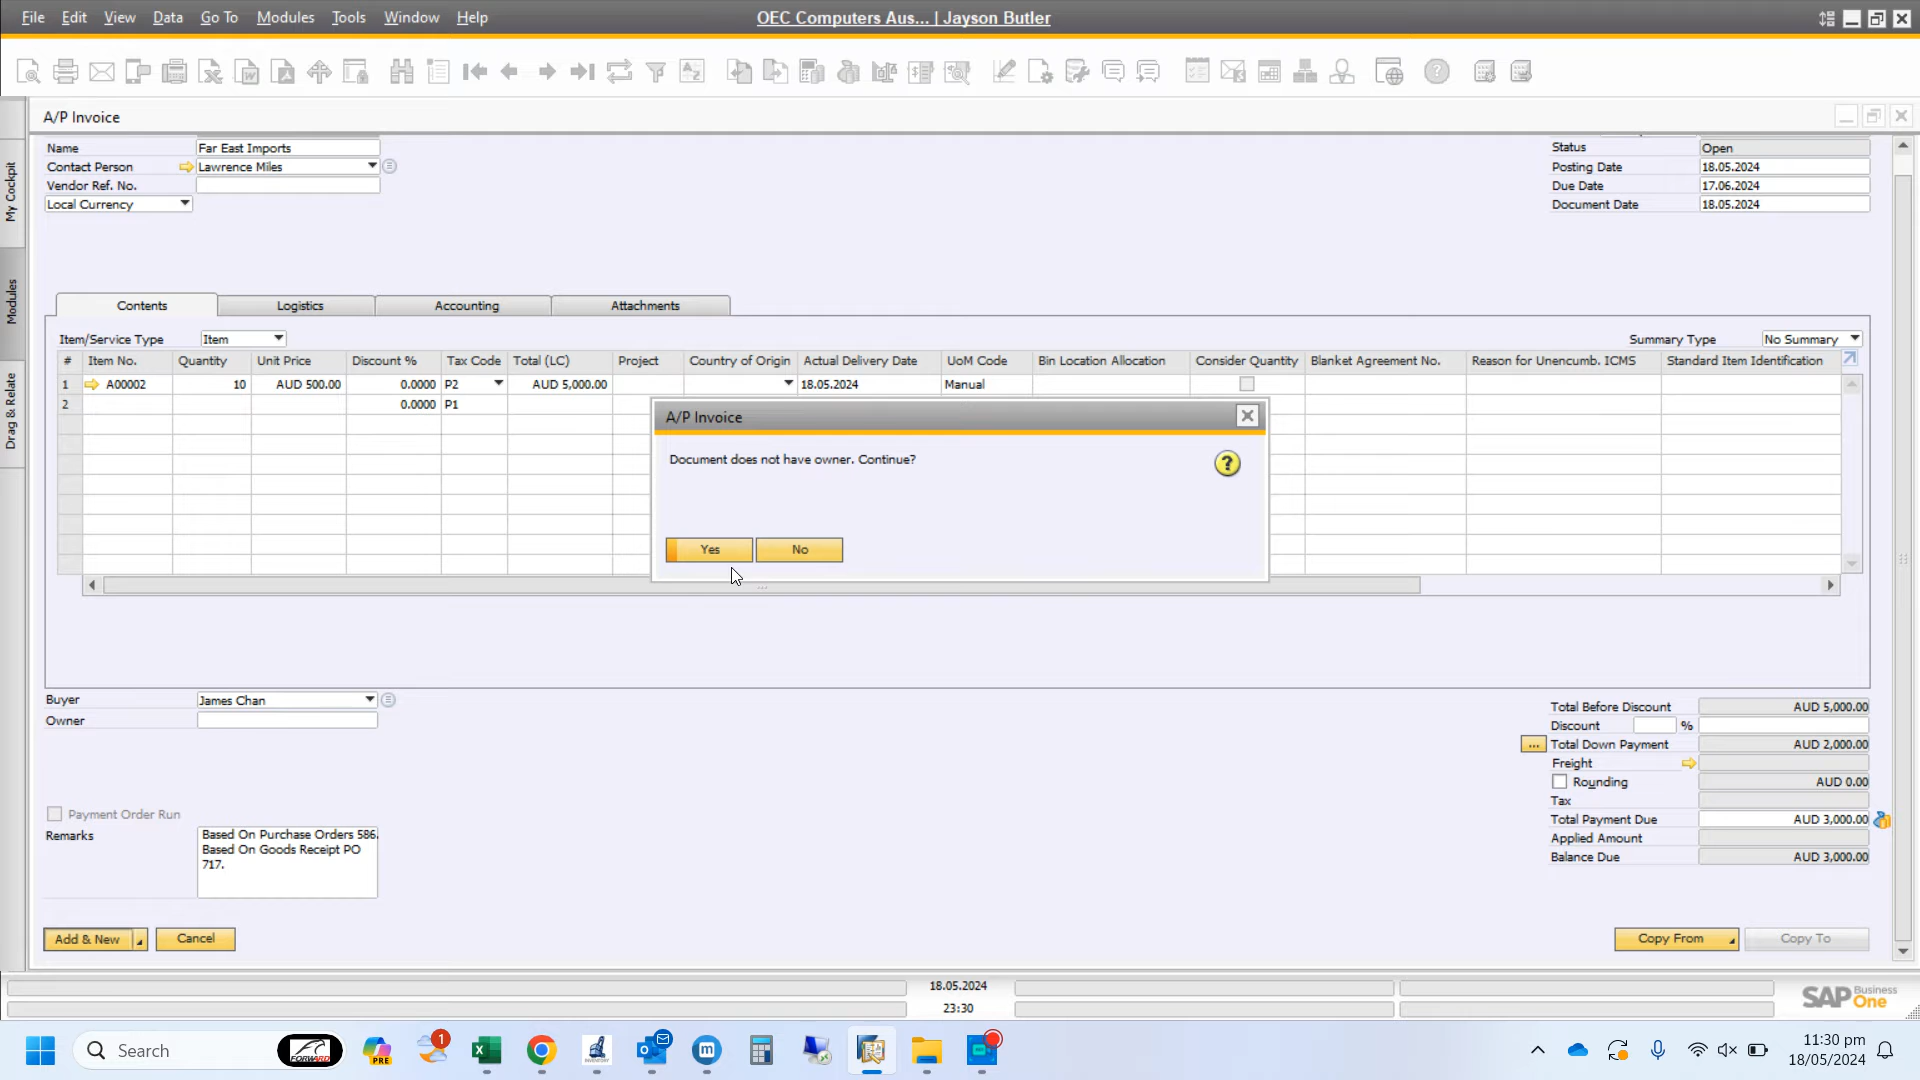 File Edit View Data Go To Modules Tools Window Help
OEC Computers Aus... | Jayson Butler
A/P Invoice
My Cockpit
Modules
Drag & Relate
Name Far East Imports
Contact Person Lawrence Miles
Vendor Ref. No.
Local Currency
Status Open
Posting Date 18.05.2024
Due Date 17.06.2024
Document Date 18.05.2024
Contents Logistics Accounting Attachments
Item/Service Type Item
Summary Type No Summary
# Item No. Quantity Unit Price Discount % Tax Code Total (LC) Project Country of Origin Actual Delivery Date UoM Code Bin Location Allocation Consider Quantity Blanket Agreement No. Reason for Unencumb. ICMS Standard Item Identification
1 A00002 10 AUD 500.00 0.0000 P2 AUD 5,000.00 18.05.2024 Manual
2 0.0000 P1
A/P Invoice
Document does not have owner. Continue?
?
Yes No
Buyer James Chan
Owner
Total Before Discount AUD 5,000.00
Discount %
... Total Down Payment AUD 2,000.00
Freight
Rounding AUD 0.00
Tax
Total Payment Due AUD 3,000.00
Applied Amount
Balance Due AUD 3,000.00
Payment Order Run
Remarks Based On Purchase Orders 586.
Based On Goods Receipt PO
717.
Add & New Cancel
Copy From Copy To
18.05.2024
23:30
SAP Business One
Search
FORWARD
PRE
1
11:30 pm
18/05/2024